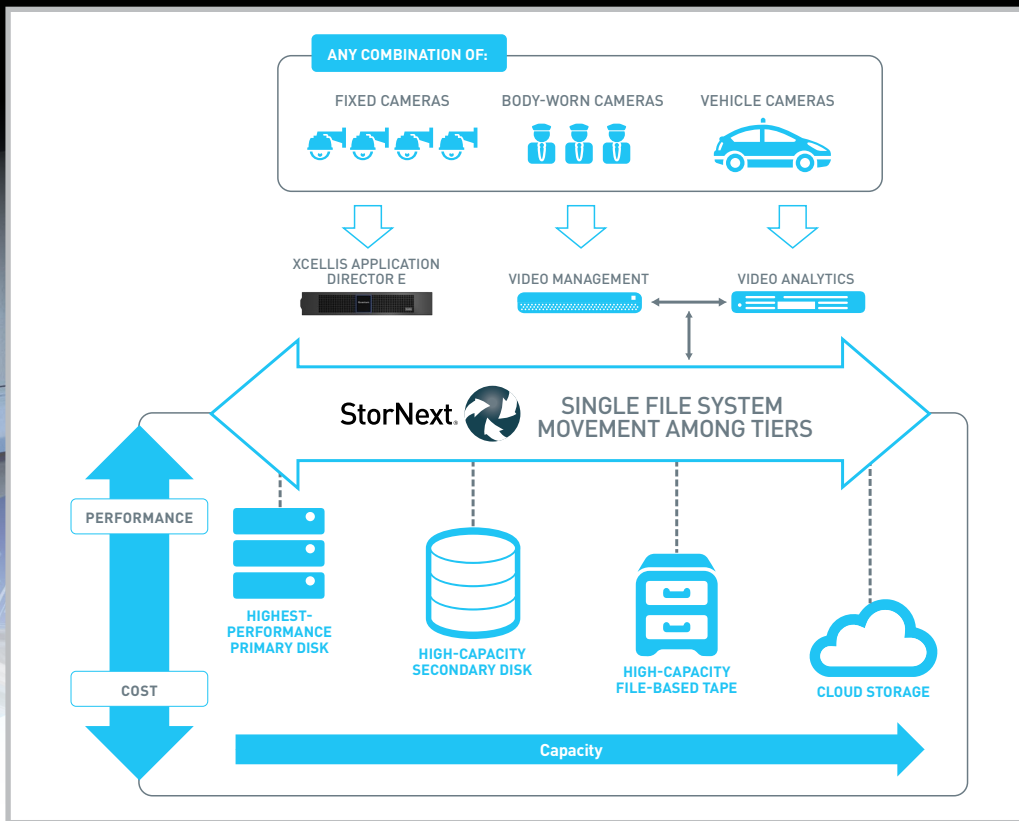 ANY COMBINATION OF:
FIXED CAMERAS
BODY-WORN CAMERAS
VEHICLE CAMERAS
XCELLIS APPLICATION
DIRECTOR E
VIDEO MANAGEMENT
VIDEO ANALYTICS
StorNext.
SINGLE FILE SYSTEM
MOVEMENT AMONG TIERS
PERFORMANCE
COST
HIGHEST-
PERFORMANCE
PRIMARY DISK
HIGH-CAPACITY
SECONDARY DISK
HIGH-CAPACITY
FILE-BASED TAPE
CLOUD STORAGE
Capacity